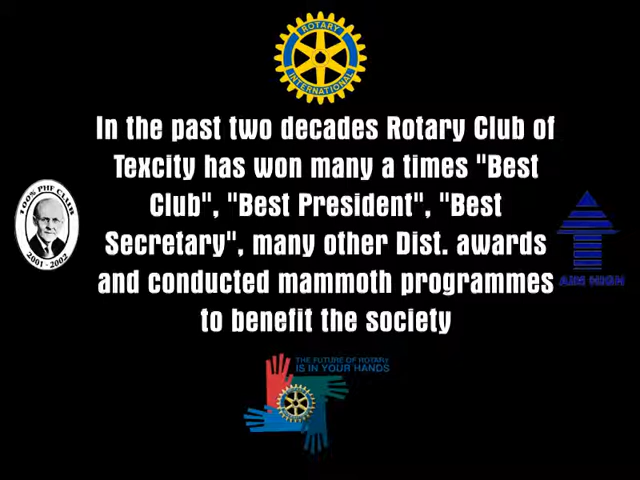 ROTARY
INTERNATIONAL
In the past two decades Rotary Club of
Texcity has won many a times "Best
Club", "Best President", "Best
Secretary", many other Dist. awards
and conducted mammoth programmes
to benefit the society
100% PHF CLUB
2001 - 2002
AIM HIGH
THE FUTURE OF ROTARY
IS IN YOUR HANDS